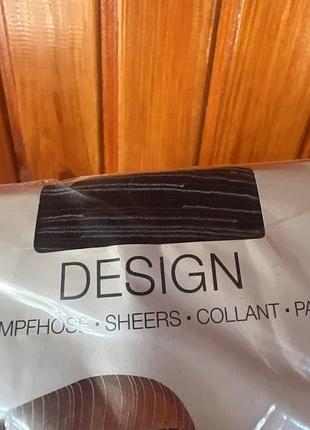 DESIGN
MPFHOSE · SHEERS · COLLANT · PA